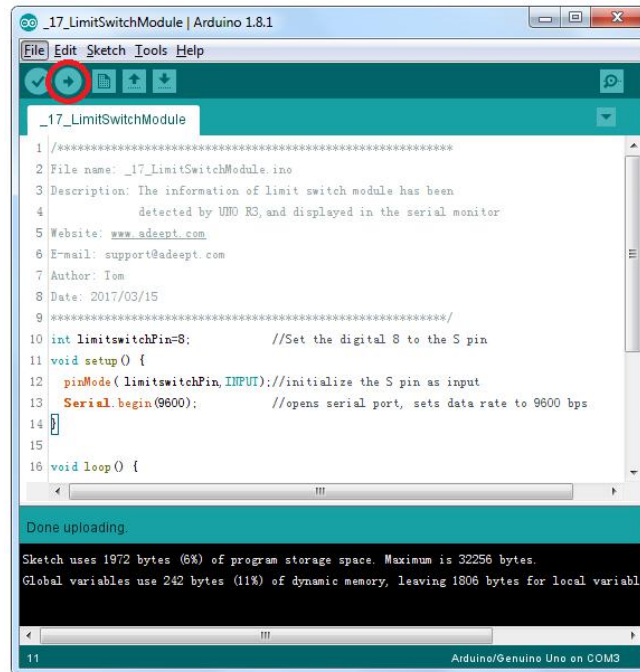 _17_LimitSwitchModule | Arduino 1.8.1
File Edit Sketch Tools Help
_17_LimitSwitchModule
1 /***********************************************************
2 File name: _17_LimitSwitchModule.ino
3 Description: The information of limit switch module has been
4 detected by UNO R3, and displayed in the serial monitor
5 Website: www.adeept.com
6 E-mail: support@adeept.com
7 Author: Tom
8 Date: 2017/03/15
9 ***********************************************************/
10 int limitswitchPin=8; //Set the digital 8 to the S pin
11 void setup() {
12 pinMode( limitswitchPin,INPUT);//initialize the S pin as input
13 Serial.begin(9600); //opens serial port, sets data rate to 9600 bps
14 }
15
16 void loop() {
Done uploading.
Sketch uses 1972 bytes (6%) of program storage space. Maximum is 32256 bytes.
Global variables use 242 bytes (11%) of dynamic memory, leaving 1806 bytes for local variabl
11 Arduino/Genuino Uno on COM3